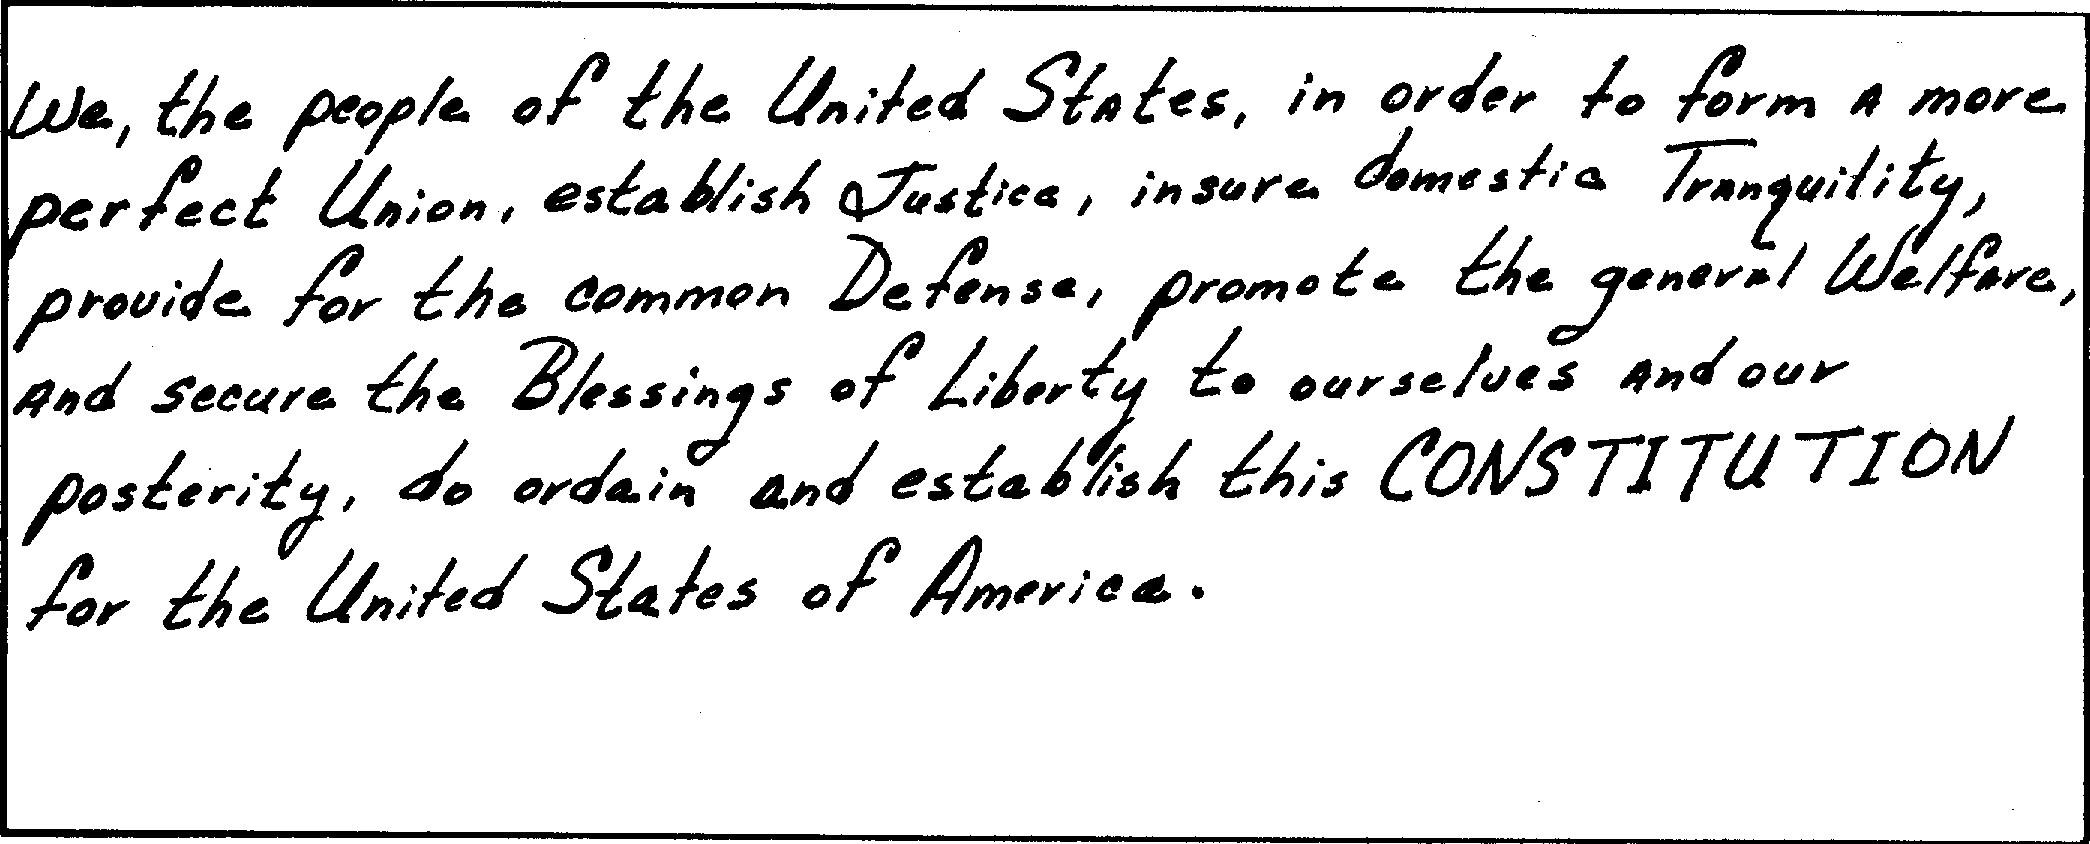 We, the people of the United States, in order to form a more
perfect Union, establish Justice, insure domestic Tranquility,
provide for the common Defense, promote the general Welfare,
and secure the Blessings of Liberty to ourselves and our
posterity, do ordain and establish this CONSTITUTION
for the United States of America.